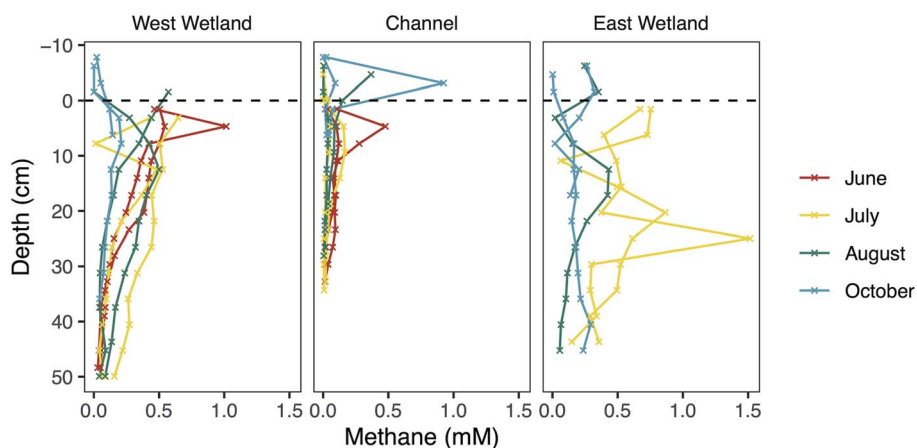 West Wetland
Channel
East Wetland
−10
0
10
20
30
40
50
Depth (cm)
0.0 0.5 1.0 1.5
0.0 0.5 1.0 1.5
0.0 0.5 1.0 1.5
Methane (mM)
June
July
August
October